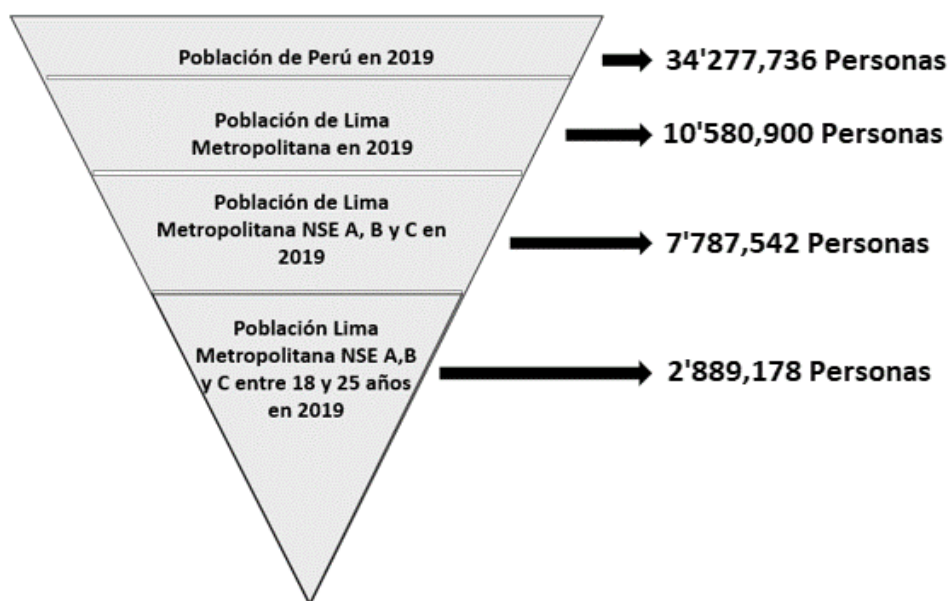 Población de Perú en 2019
34'277,736 Personas
Población de Lima
Metropolitana en 2019
10'580,900 Personas
Población de Lima
Metropolitana NSE A, B y C en
2019
7'787,542 Personas
Población Lima
Metropolitana NSE A,B
y C entre 18 y 25 años
en 2019
2'889,178 Personas